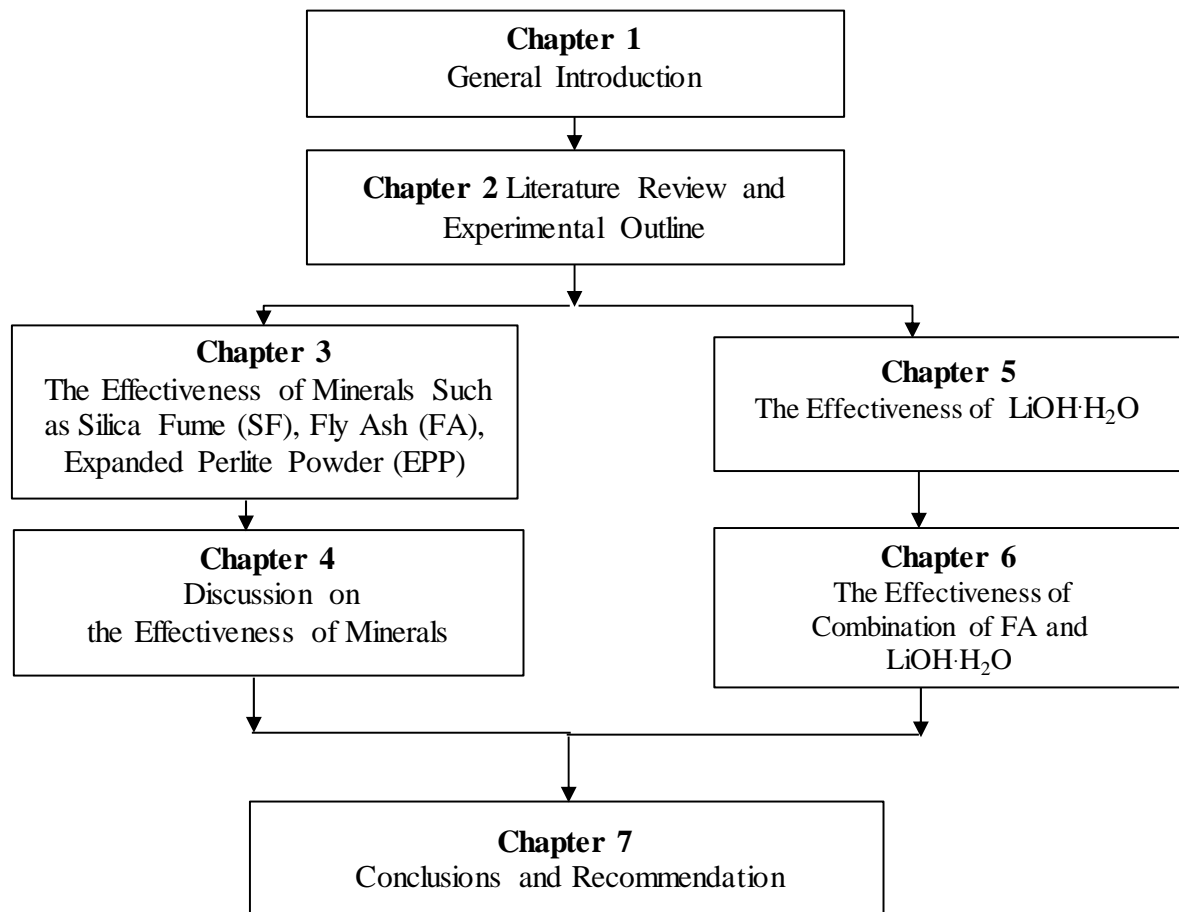 Chapter 1
General Introduction
Chapter 2 Literature Review and
Experimental Outline
Chapter 3
The Effectiveness of Minerals Such
as Silica Fume (SF), Fly Ash (FA),
Expanded Perlite Powder (EPP)
Chapter 4
Discussion on
the Effectiveness of Minerals
Chapter 5
The Effectiveness of LiOH·H₂O
Chapter 6
The Effectiveness of
Combination of FA and
LiOH·H₂O
Chapter 7
Conclusions and Recommendation